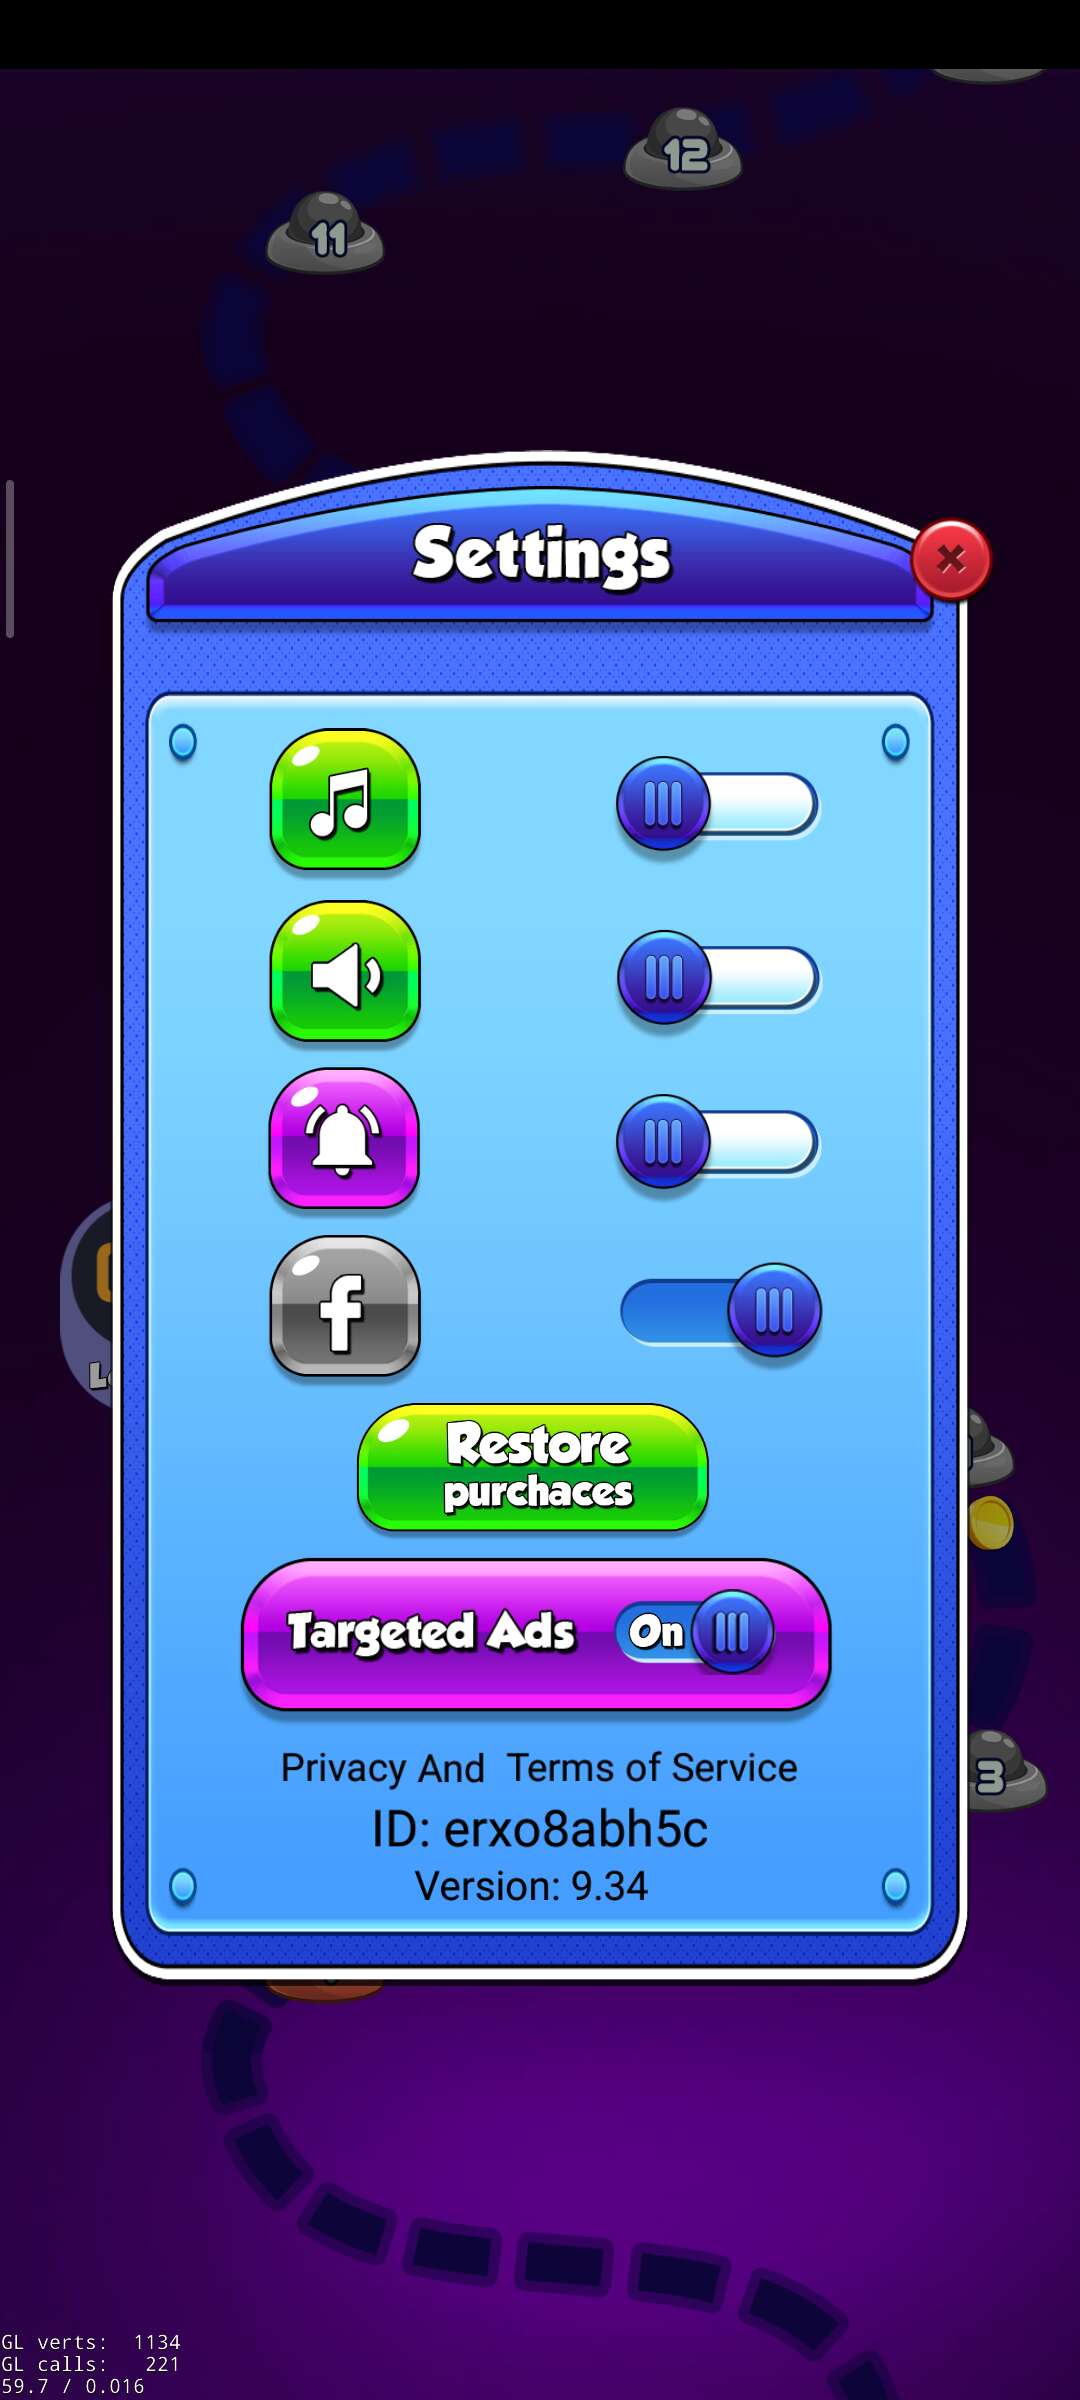 12
11
Settings
Restore
purchaces
Targeted Ads On
Privacy And Terms of Service
3
ID: erxo8abh5c
Version: 9.34
GL verts: 1134
GL calls: 221
59.7 / 0.016